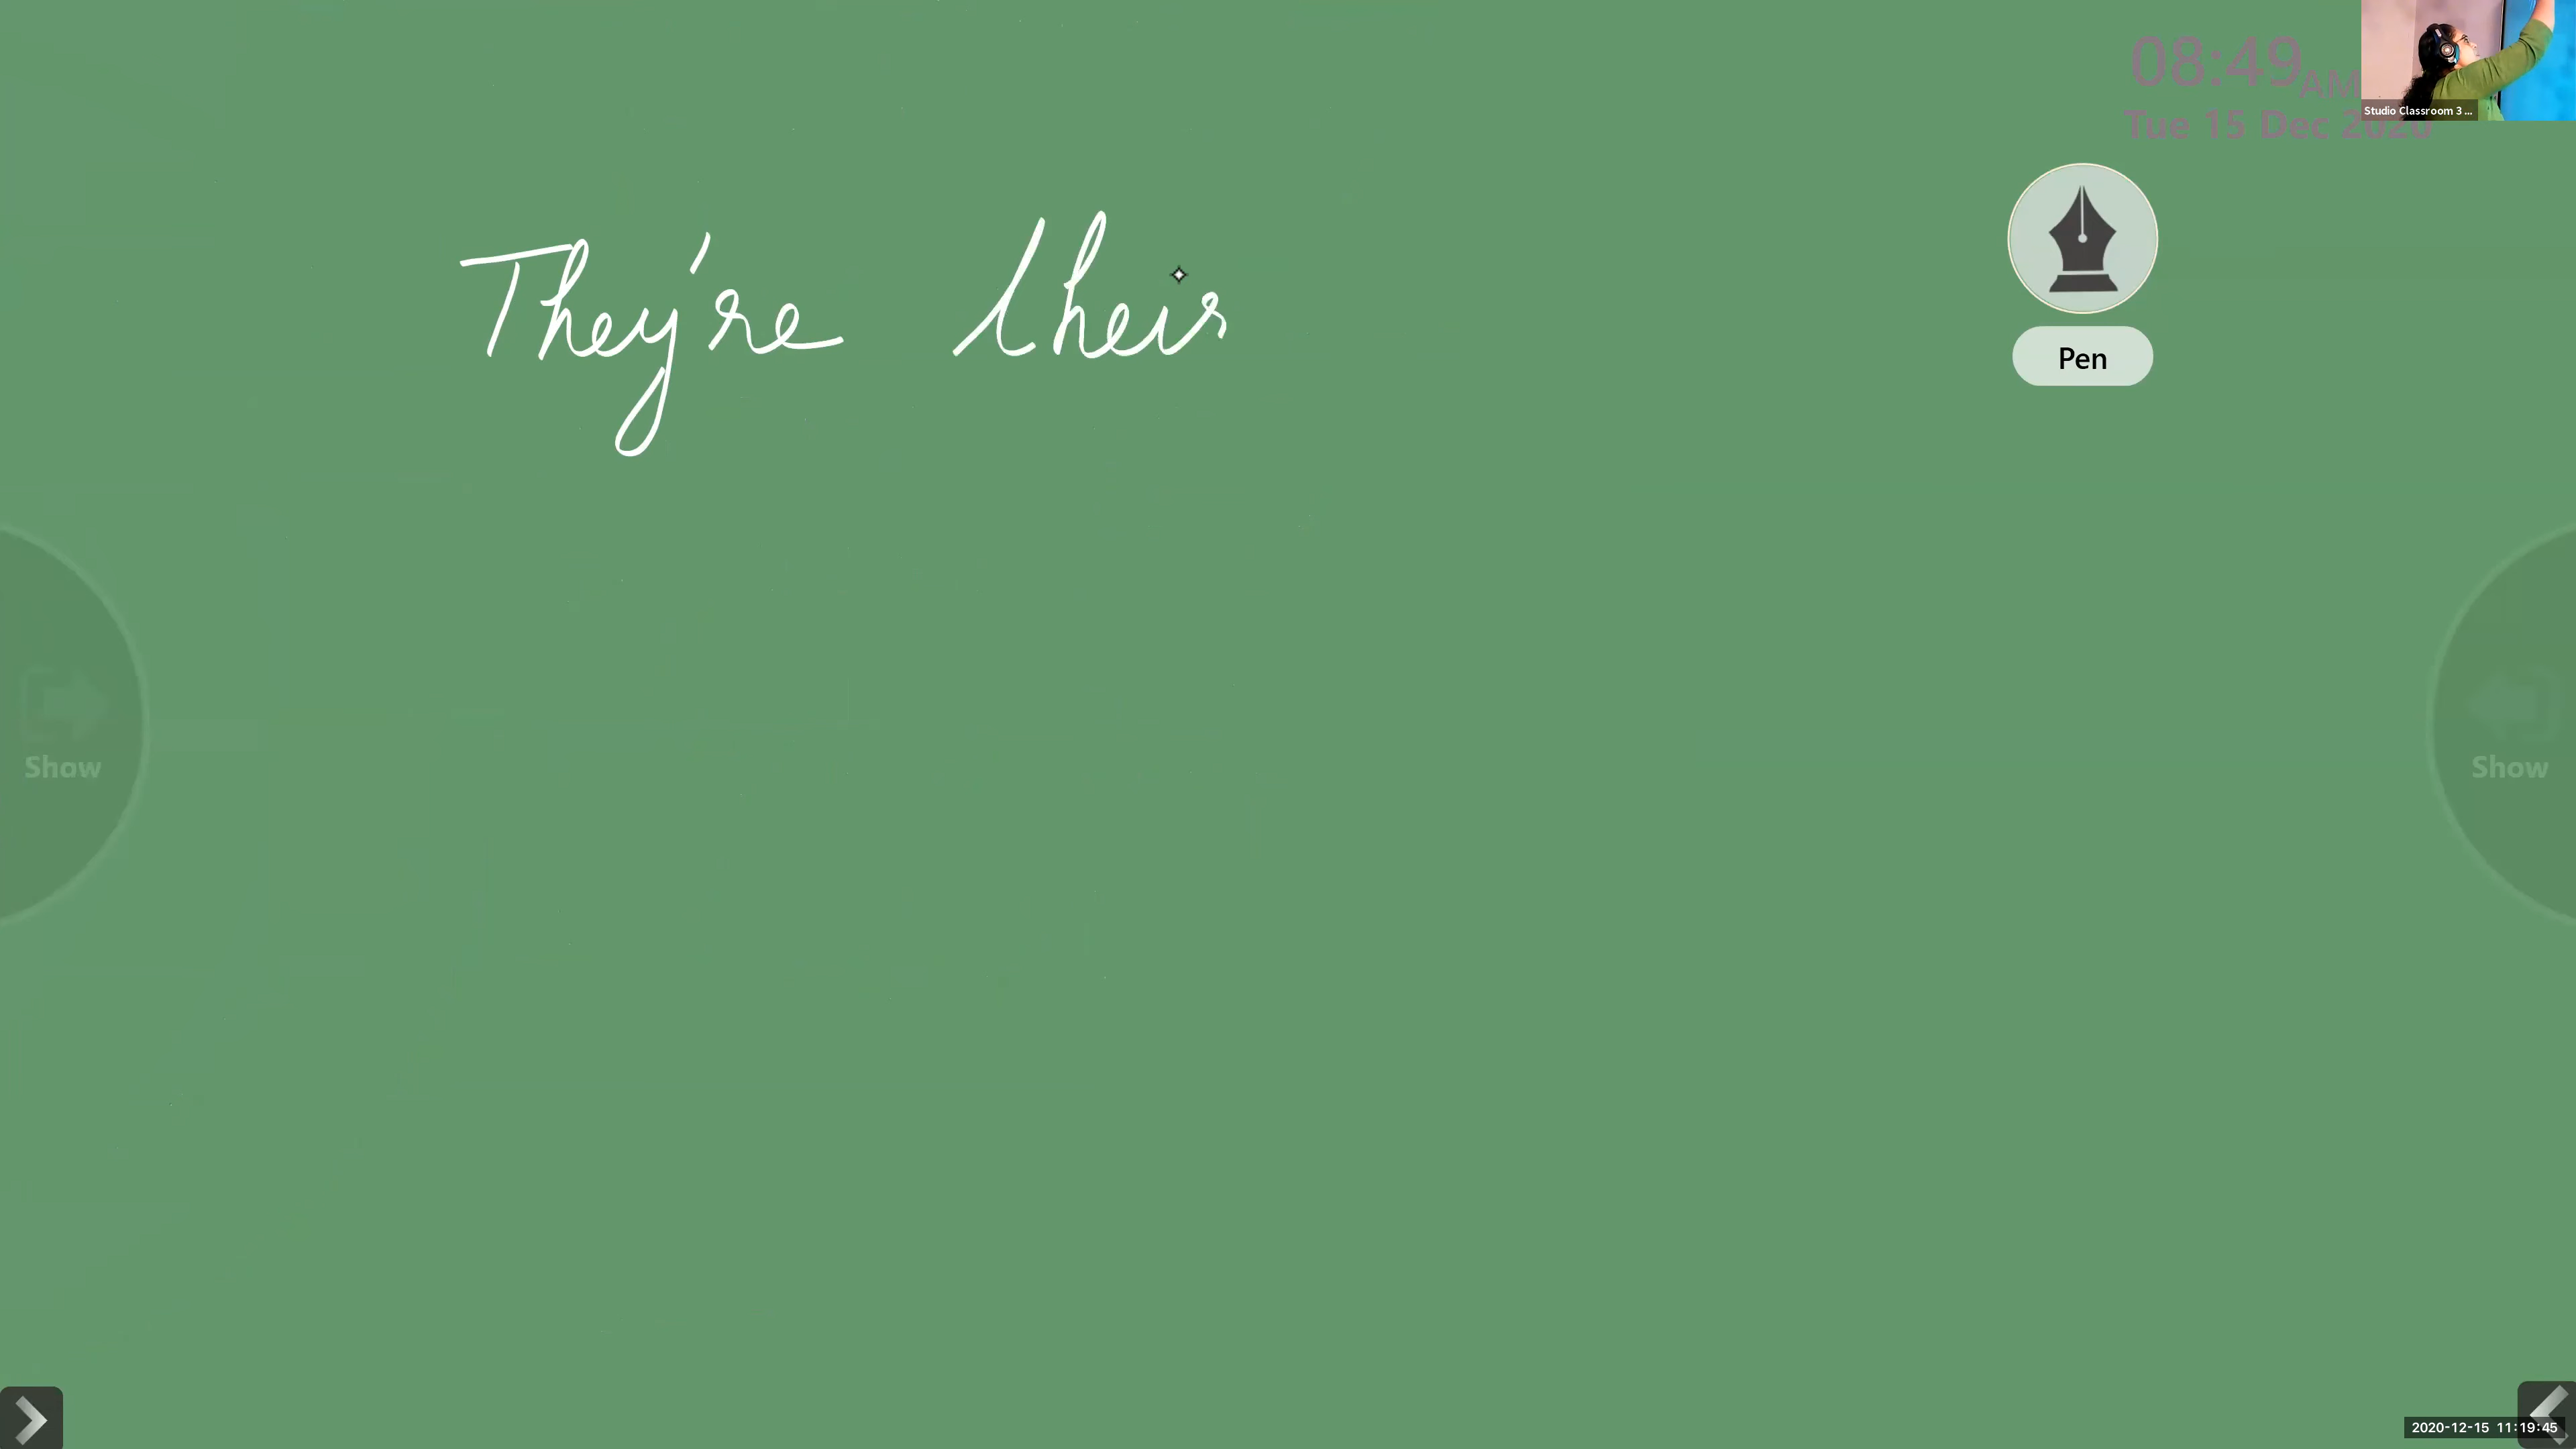 08:49 AM
Tue 15 Dec 2020
Studio Classroom 3 ...
They're their
Pen
Show
Show
2020-12-15 11:19:45